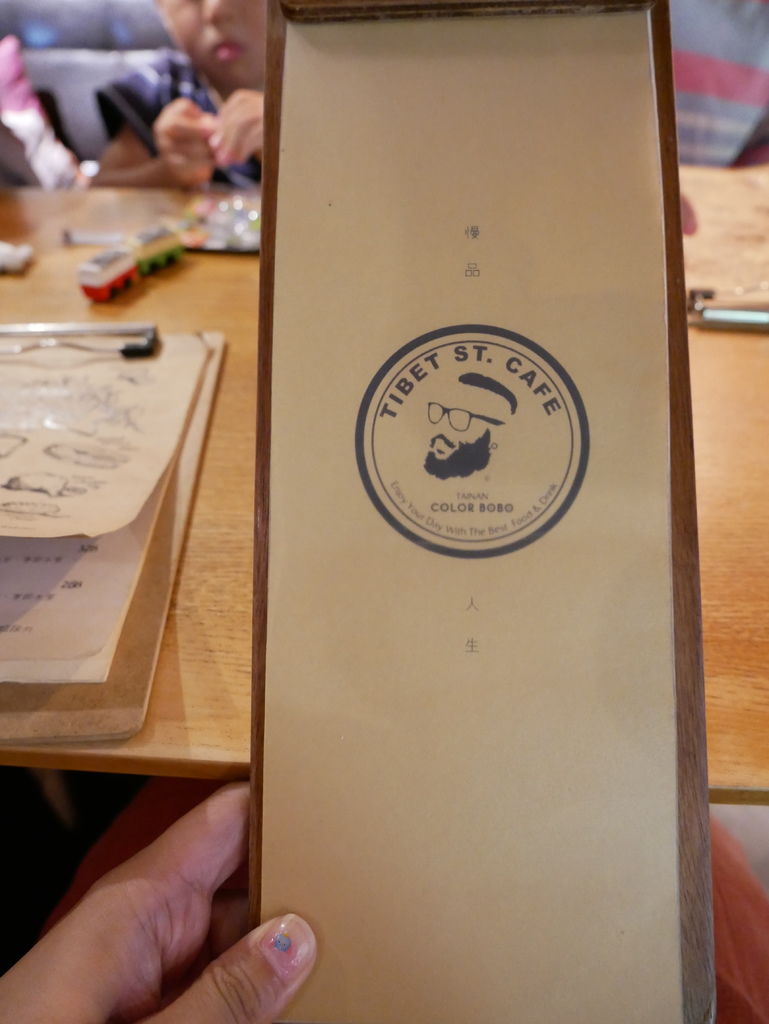 慢
品
TIBET ST. CAFE
TAINAN
COLOR BOBO
Enjoy Your Day With The Best Food & Drink
人
生